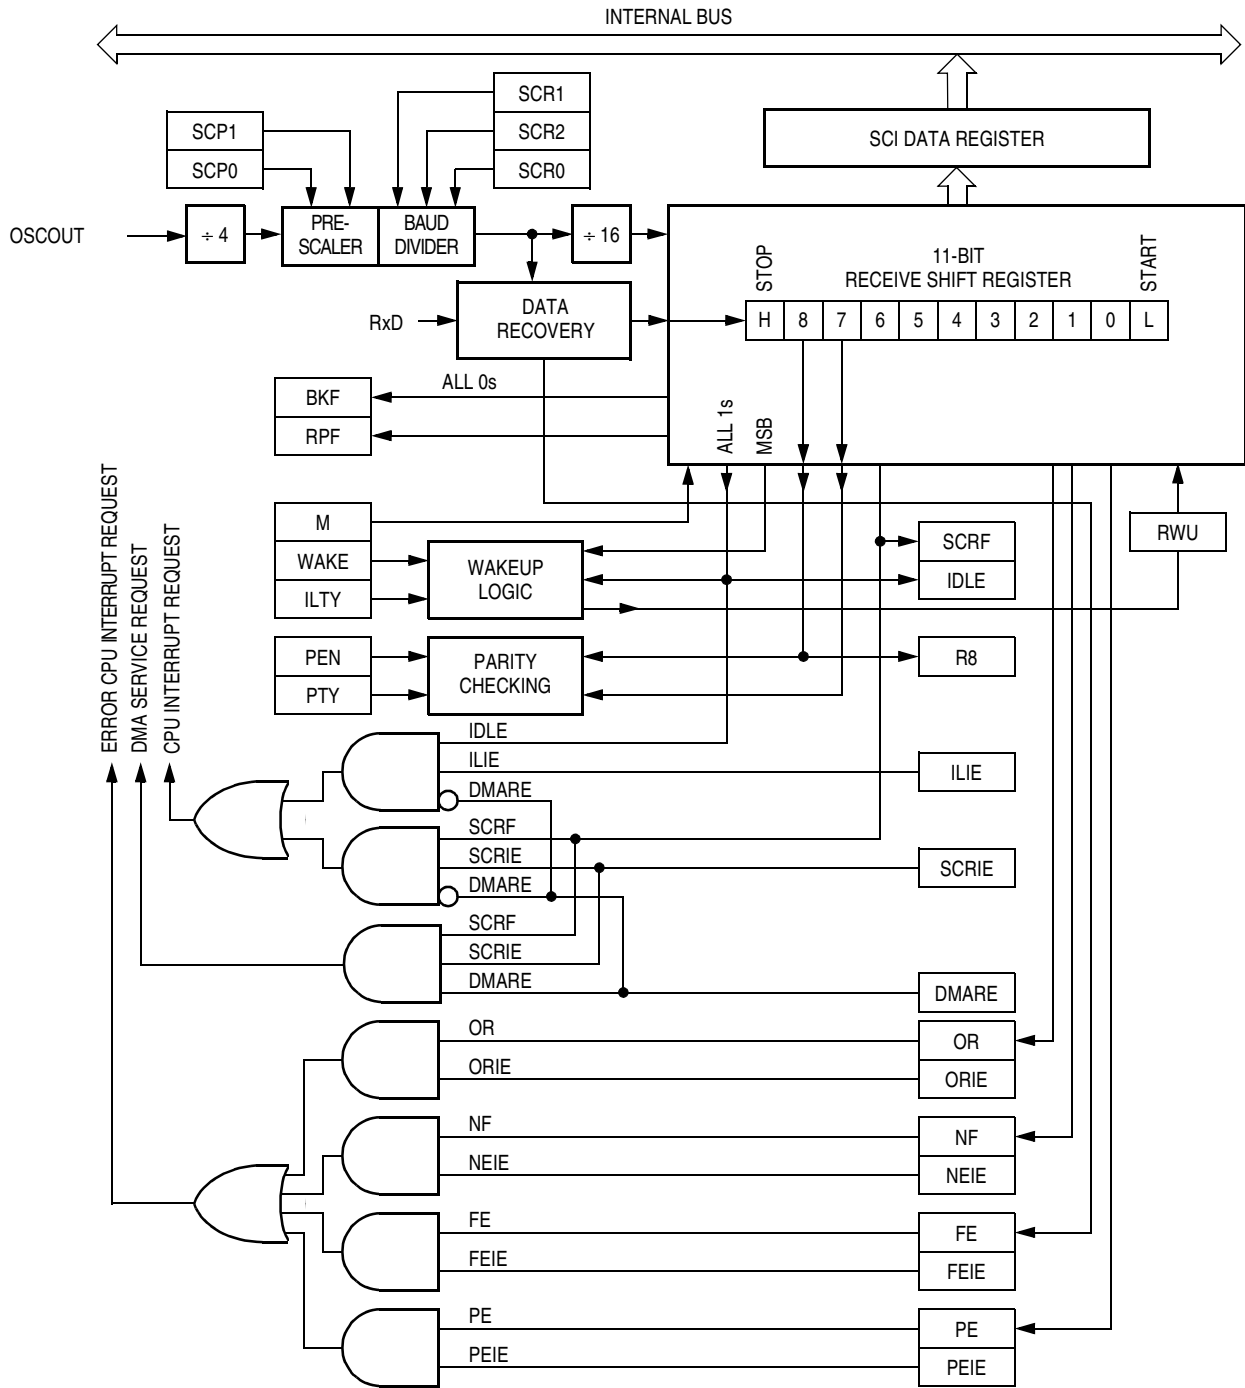 INTERNAL BUS
SCR1
SCP1
SCR2
SCI DATA REGISTER
SCP0
SCR0
OSCOUT
÷ 4
PRE-
SCALER
BAUD
DIVIDER
÷ 16
STOP
11-BIT
RECEIVE SHIFT REGISTER
START
RxD
DATA
RECOVERY
H 8 7 6 5 4 3 2 1 0 L
BKF
ALL 0s
RPF
ALL 1s
MSB
M
WAKE
ILTY
WAKEUP
LOGIC
SCRF
IDLE
RWU
PEN
PTY
PARITY
CHECKING
R8
ERROR CPU INTERRUPT REQUEST
DMA SERVICE REQUEST
CPU INTERRUPT REQUEST
IDLE
ILIE
ILIE
DMARE
SCRF
SCRIE
SCRIE
DMARE
SCRF
SCRIE
DMARE
DMARE
OR
OR
ORIE
ORIE
NF
NF
NEIE
NEIE
FE
FE
FEIE
FEIE
PE
PE
PEIE
PEIE